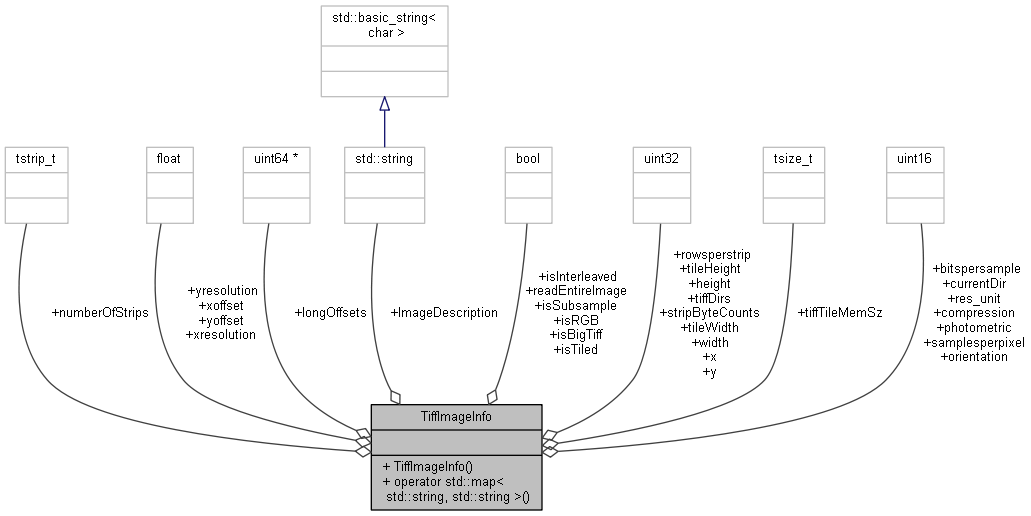 std::basic_string<
char >
tstrip_t
float
uint64 *
std::string
bool
uint32
tsize_t
uint16
+numberOfStrips
+yresolution
+xoffset
+yoffset
+xresolution
+longOffsets
+ImageDescription
+isInterleaved
+readEntireImage
+isSubsample
+isRGB
+isBigTiff
+isTiled
+rowsperstrip
+tileHeight
+height
+tiffDirs
+stripByteCounts
+tileWidth
+width
+x
+y
+tiffTileMemSz
+bitspersample
+currentDir
+res_unit
+compression
+photometric
+samplesperpixel
+orientation
TiffImageInfo
+ TiffImageInfo()
+ operator std::map<
std::string, std::string >()